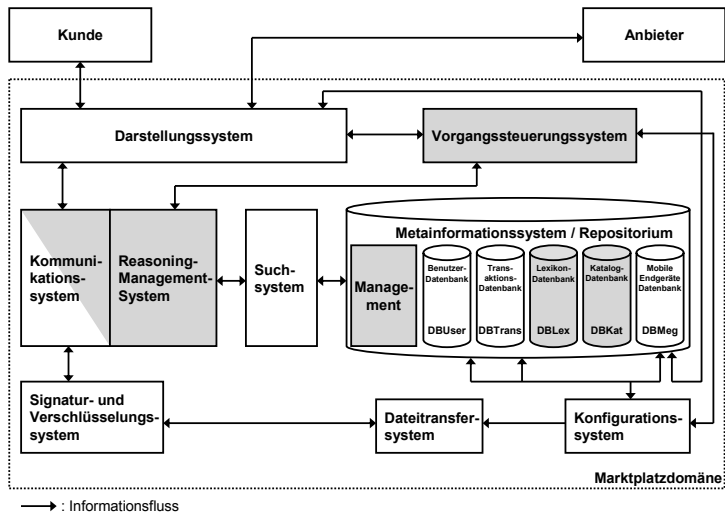 Kunde
Anbieter
Darstellungssystem
Vorgangssteuerungssystem
Kommuni-
kations-
system
Reasoning-
Management-
System
Such-
system
Metainformationssystem / Repositorium
Manage-
ment
Benutzer-
Datenbank
DBUser
Trans-
aktions-
Datenbank
DBTrans
Lexikon-
Datenbank
DBLex
Katalog-
Datenbank
DBKat
Mobile
Endgeräte
Datenbank
DBMeg
Signatur- und
Verschlüsselungs-
system
Dateitransfer-
system
Konfigurations-
system
Marktplatzdomäne
: Informationsfluss